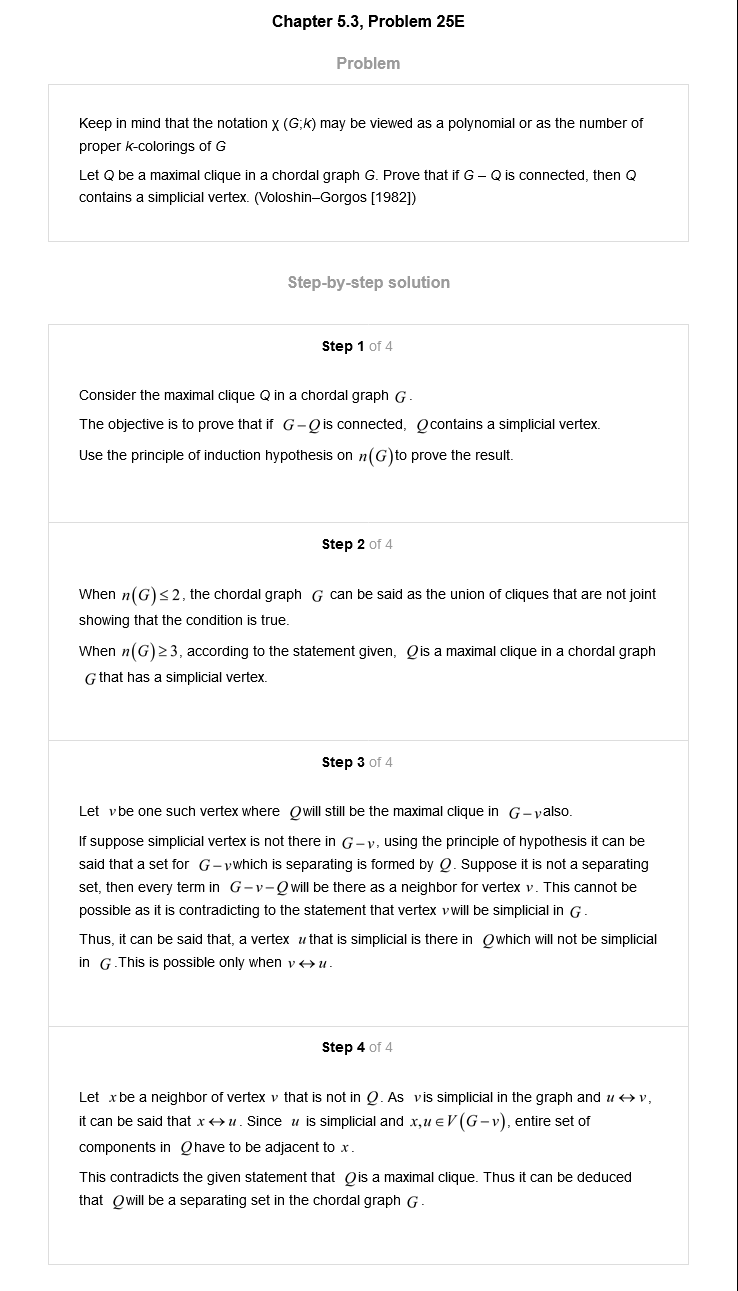 Chapter 5.3, Problem 25E
Problem
Keep in mind that the notation χ (G;k) may be viewed as a polynomial or as the number of
proper k-colorings of G
Let Q be a maximal clique in a chordal graph G. Prove that if G – Q is connected, then Q
contains a simplicial vertex. (Voloshin–Gorgos [1982])
Step-by-step solution
Step 1 of 4
Consider the maximal clique Q in a chordal graph G.
The objective is to prove that if G−Q is connected, Q contains a simplicial vertex.
Use the principle of induction hypothesis on n(G) to prove the result.
Step 2 of 4
When n(G)≤2, the chordal graph G can be said as the union of cliques that are not joint
showing that the condition is true.
When n(G)≥3, according to the statement given, Q is a maximal clique in a chordal graph
G that has a simplicial vertex.
Step 3 of 4
Let v be one such vertex where Q will still be the maximal clique in G−v also.
If suppose simplicial vertex is not there in G−v, using the principle of hypothesis it can be
said that a set for G−v which is separating is formed by Q. Suppose it is not a separating
set, then every term in G−v−Q will be there as a neighbor for vertex v. This cannot be
possible as it is contradicting to the statement that vertex v will be simplicial in G.
Thus, it can be said that, a vertex u that is simplicial is there in Q which will not be simplicial
in G.This is possible only when v↔u.
Step 4 of 4
Let x be a neighbor of vertex v that is not in Q. As v is simplicial in the graph and u↔v,
it can be said that x↔u. Since u is simplicial and x,u∈V(G−v), entire set of
components in Q have to be adjacent to x.
This contradicts the given statement that Q is a maximal clique. Thus it can be deduced
that Q will be a separating set in the chordal graph G.